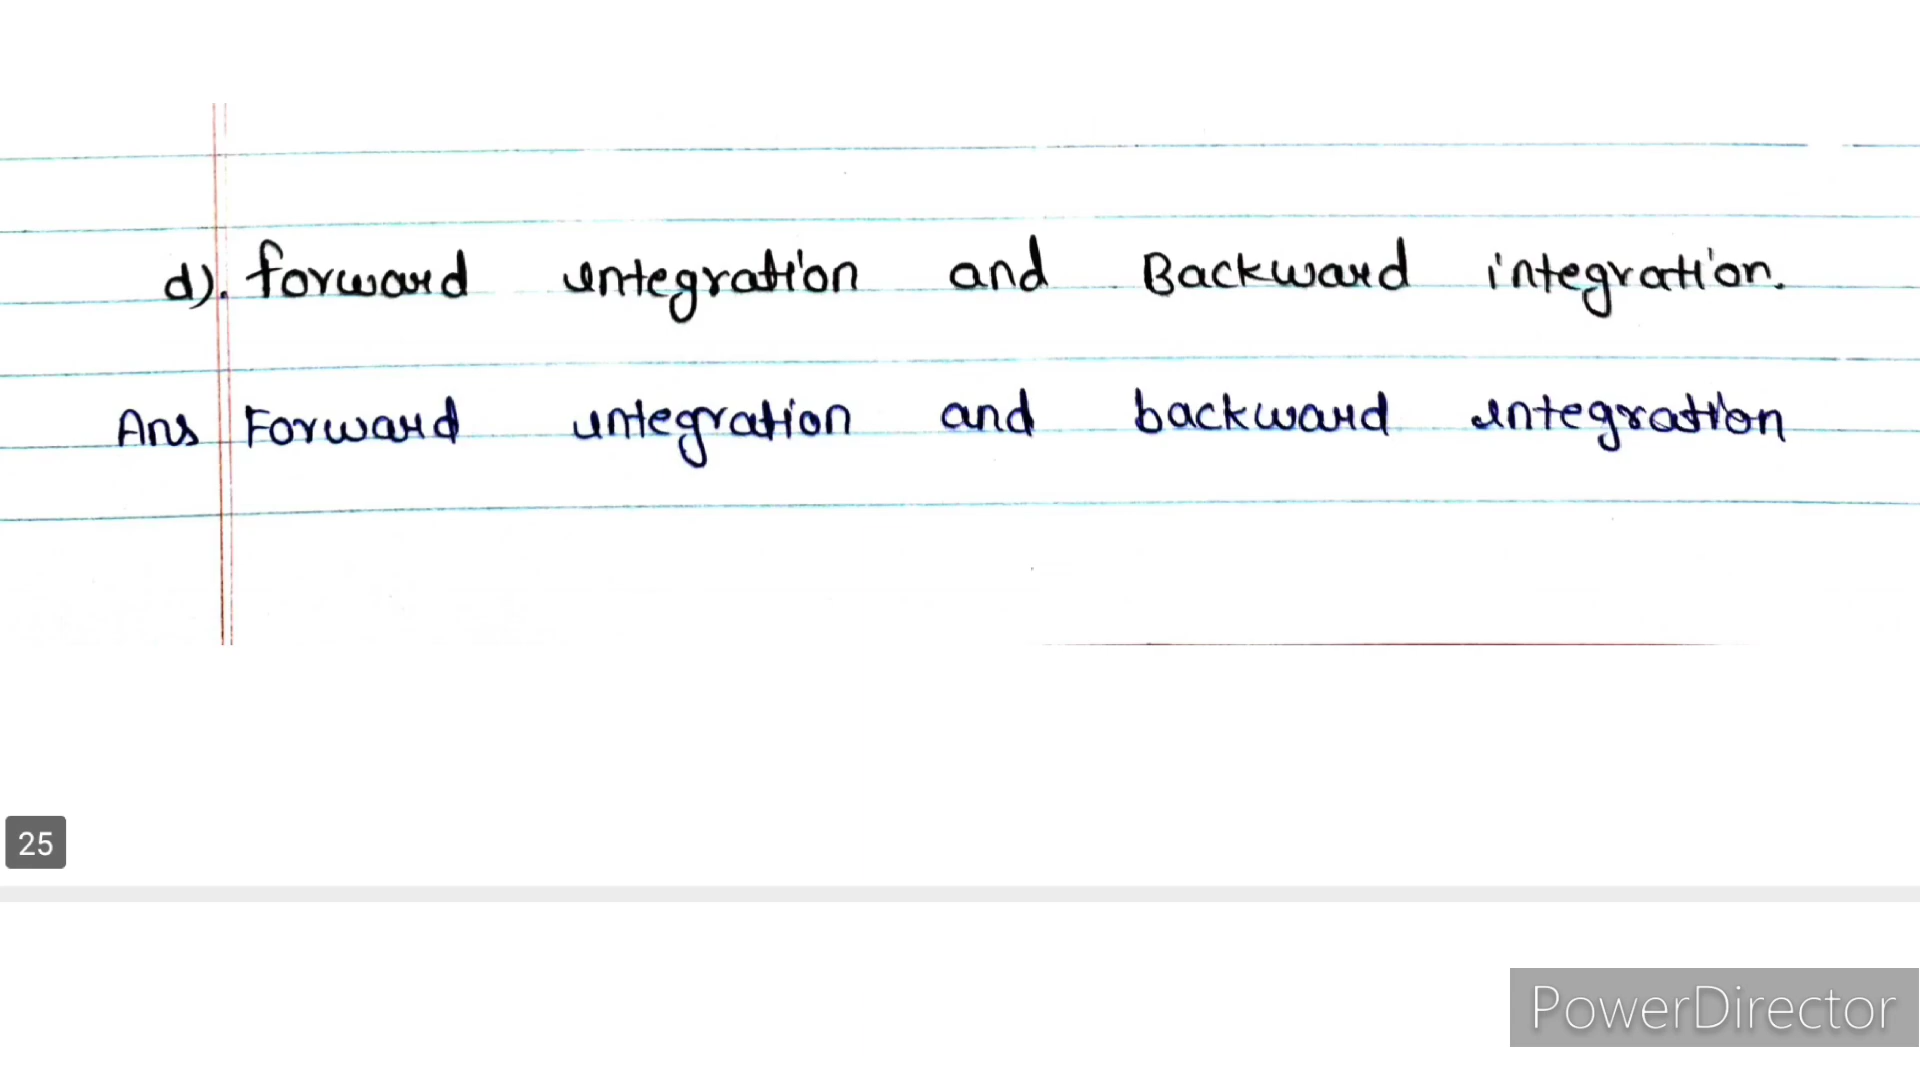 d). forward integration and Backward integration.
Ans Forward integration and backward integration
25
PowerDirector